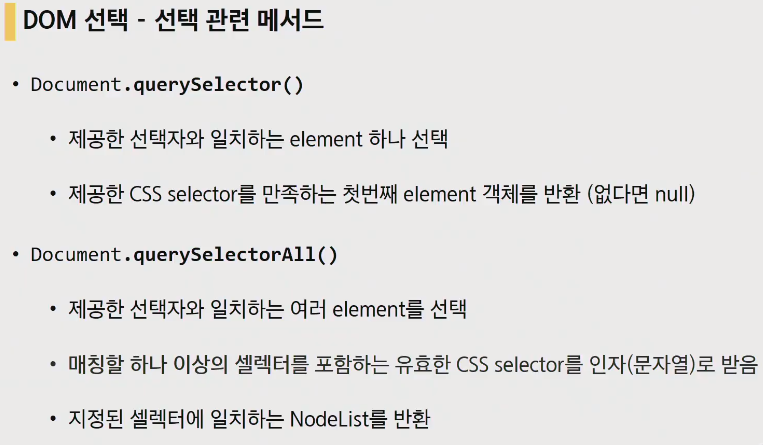 DOM 선택 - 선택 관련 메서드
• Document.querySelector()
• 제공한 선택자와 일치하는 element 하나 선택
• 제공한 CSS selector를 만족하는 첫번째 element 객체를 반환 (없다면 null)
• Document.querySelectorAll()
• 제공한 선택자와 일치하는 여러 element를 선택
• 매칭할 하나 이상의 셀렉터를 포함하는 유효한 CSS selector를 인자(문자열)로 받음
• 지정된 셀렉터에 일치하는 NodeList를 반환